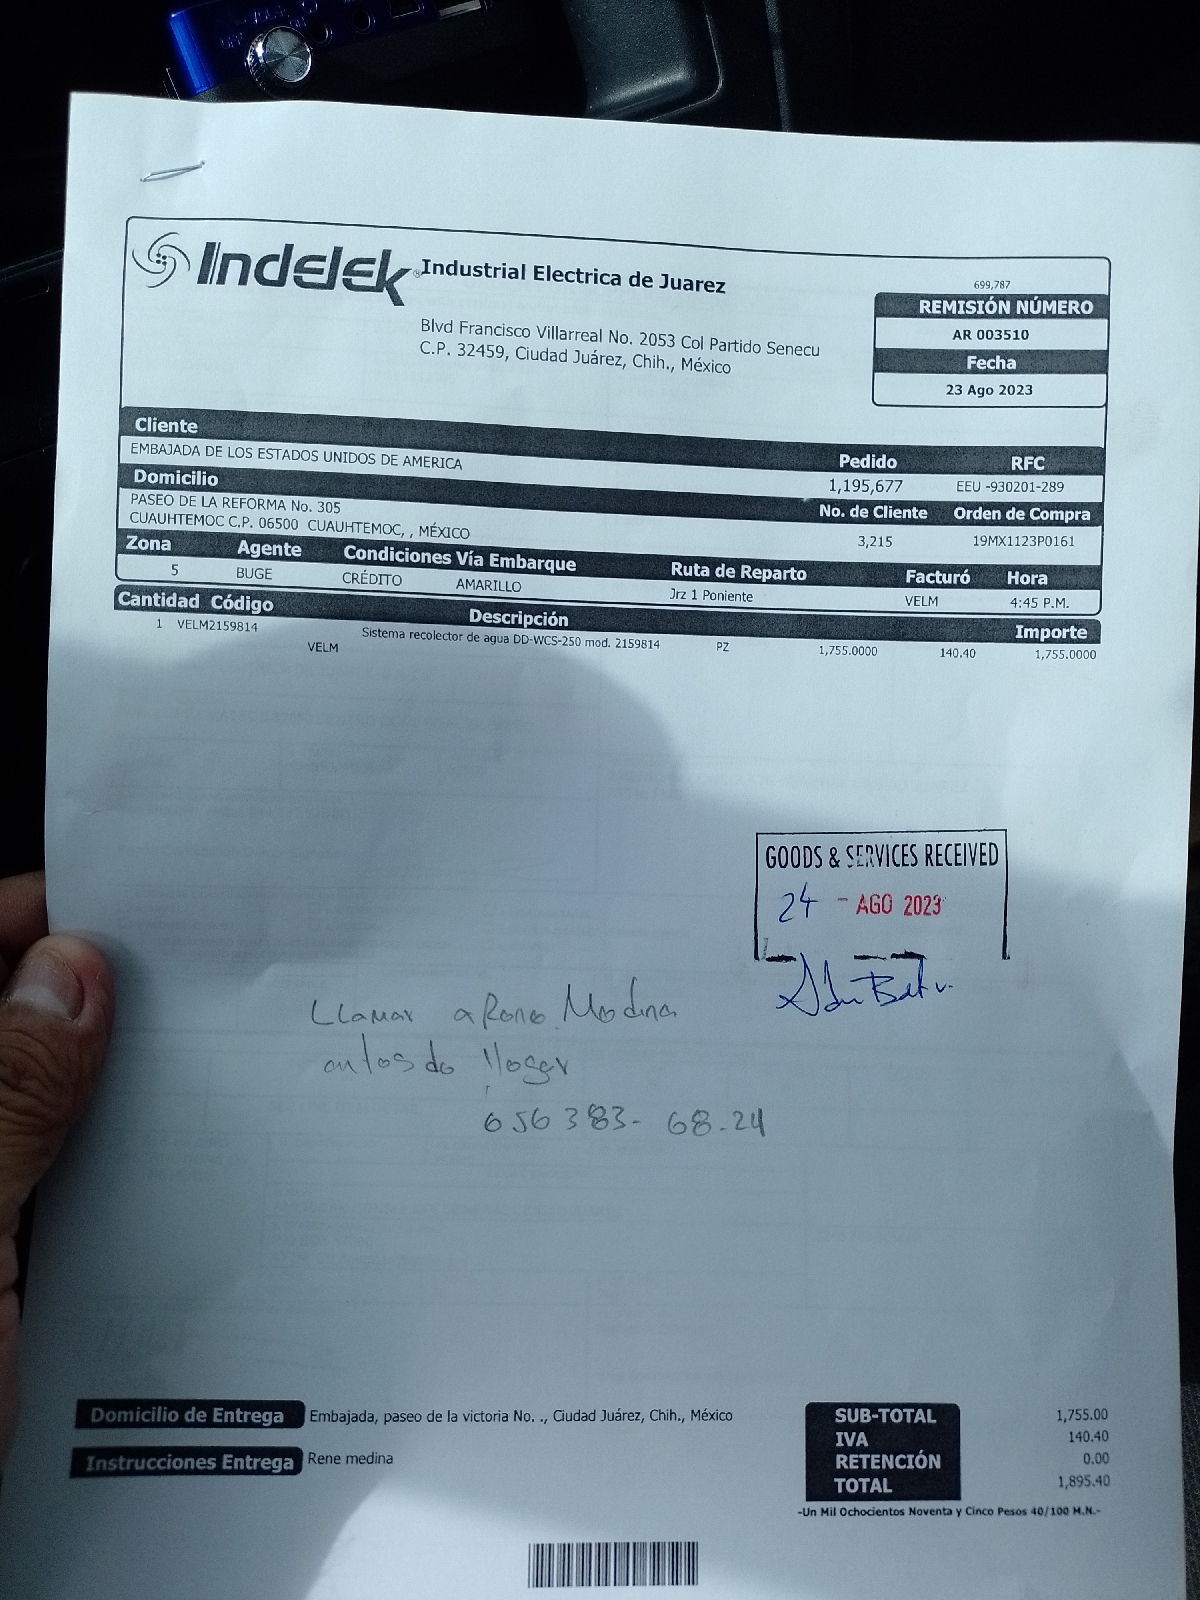 OFF VOL ON
Indelek® Industrial Electrica de Juarez
Blvd Francisco Villarreal No. 2053 Col Partido Senecu
C.P. 32459, Ciudad Juárez, Chih., México
699,787
REMISIÓN NÚMERO
AR 003510
Fecha
23 Ago 2023
Cliente
EMBAJADA DE LOS ESTADOS UNIDOS DE AMERICA
Pedido RFC
1,195,677 EEU -930201-289
Domicilio
PASEO DE LA REFORMA No. 305
CUAUHTEMOC C.P. 06500 CUAUHTEMOC, , MÉXICO
No. de Cliente Orden de Compra
3,215 19MX1123P0161
Zona Agente Condiciones Vía Embarque Ruta de Reparto Facturó Hora
5 BUGE CRÉDITO AMARILLO Jrz 1 Poniente VELM 4:45 P.M.
Cantidad Código Descripción Importe
1 VELM2159814 Sistema recolector de agua DD-WCS-250 mod. 2159814 PZ 1,755.0000 140.40 1,755.0000
VELM
GOODS & SERVICES RECEIVED
24 - AGO 2023
Llamar a Rene Medina
antes de llegar
656 383- 68-24
Domicilio de Entrega Embajada, paseo de la victoria No. ., Ciudad Juárez, Chih., México
Instrucciones Entrega Rene medina
SUB-TOTAL 1,755.00
IVA 140.40
RETENCIÓN 0.00
TOTAL 1,895.40
-Un Mil Ochocientos Noventa y Cinco Pesos 40/100 M.N.-